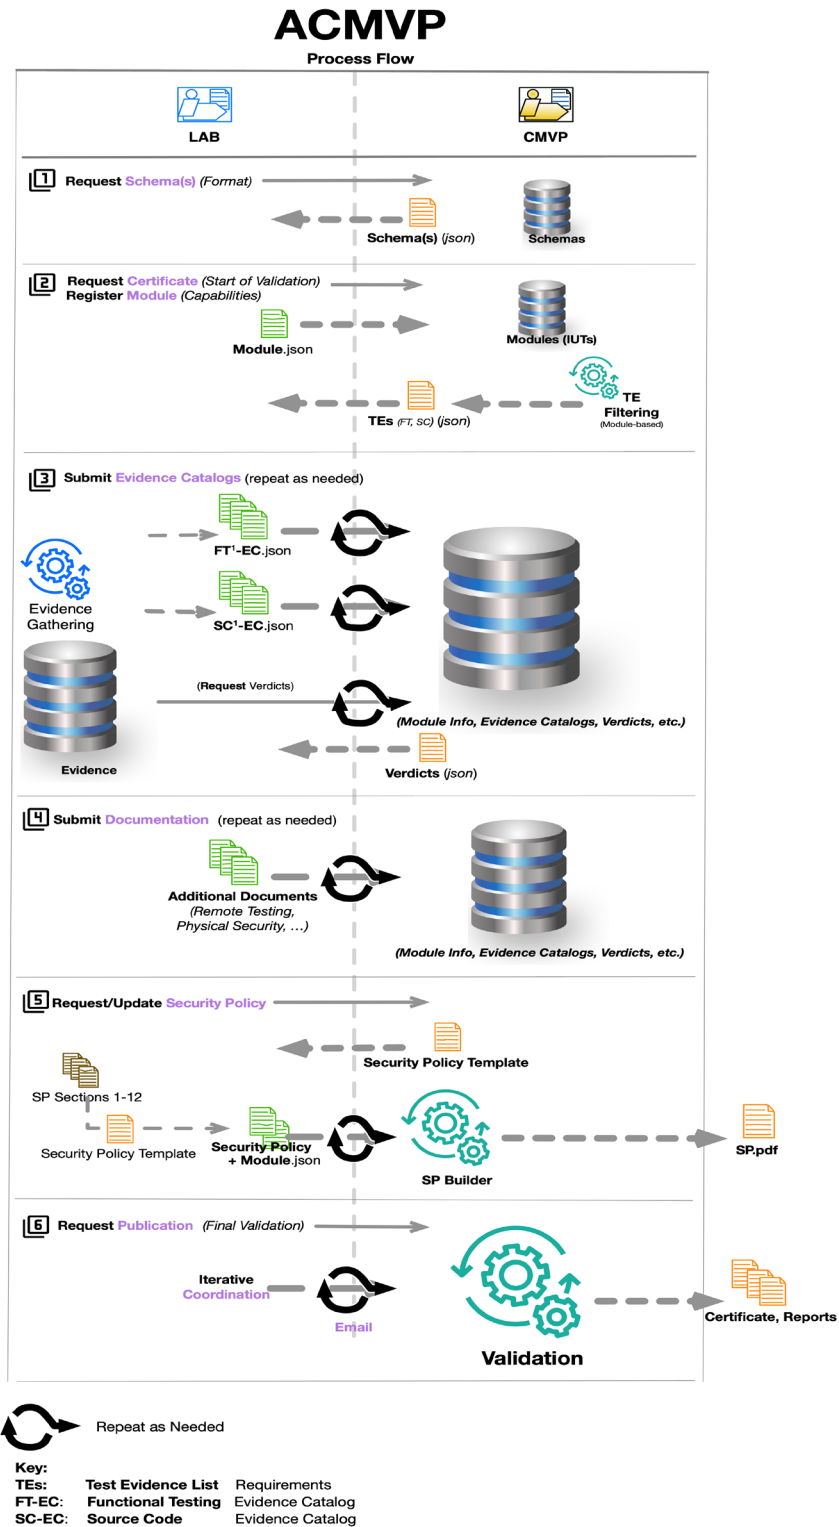 ACMVP
Process Flow
LAB
CMVP
1 Request Schema(s) (Format)
Schema(s) (json)
Schemas
2 Request Certificate (Start of Validation)
Register Module (Capabilities)
Module.json
Modules (IUTs)
TEs (FT, SC) (json)
TE
Filtering
(Module-based)
3 Submit Evidence Catalogs (repeat as needed)
FT¹-EC.json
Evidence
Gathering
SC¹-EC.json
(Request Verdicts)
(Module Info, Evidence Catalogs, Verdicts, etc.)
Evidence
Verdicts (json)
4 Submit Documentation (repeat as needed)
Additional Documents
(Remote Testing,
Physical Security, ...)
(Module Info, Evidence Catalogs, Verdicts, etc.)
5 Request/Update Security Policy
Security Policy Template
SP Sections 1-12
Security Policy Template
Security Policy
+ Module.json
SP Builder
SP.pdf
6 Request Publication (Final Validation)
Iterative
Coordination
Email
Validation
Certificate, Reports
Repeat as Needed
Key:
TEs: Test Evidence List Requirements
FT-EC: Functional Testing Evidence Catalog
SC-EC: Source Code Evidence Catalog